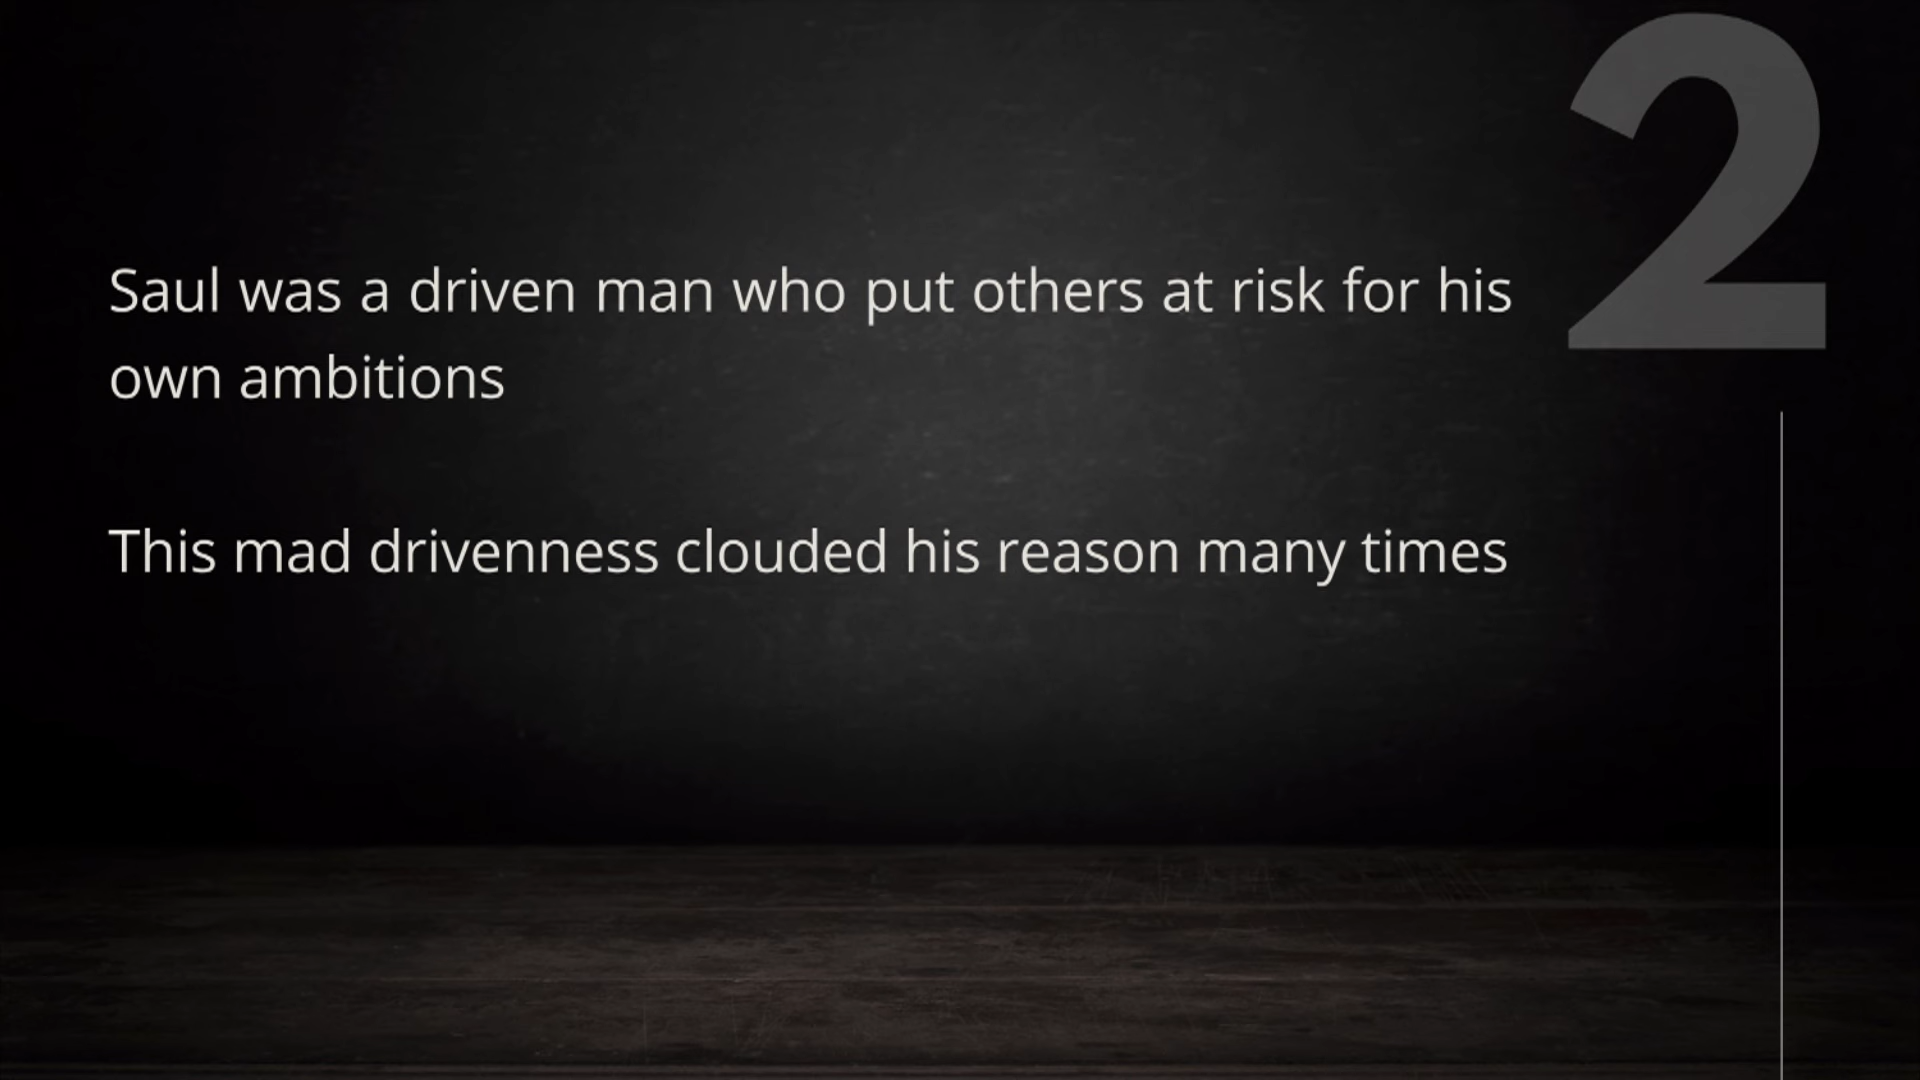 2
Saul was a driven man who put others at risk for his
own ambitions
This mad drivenness clouded his reason many times